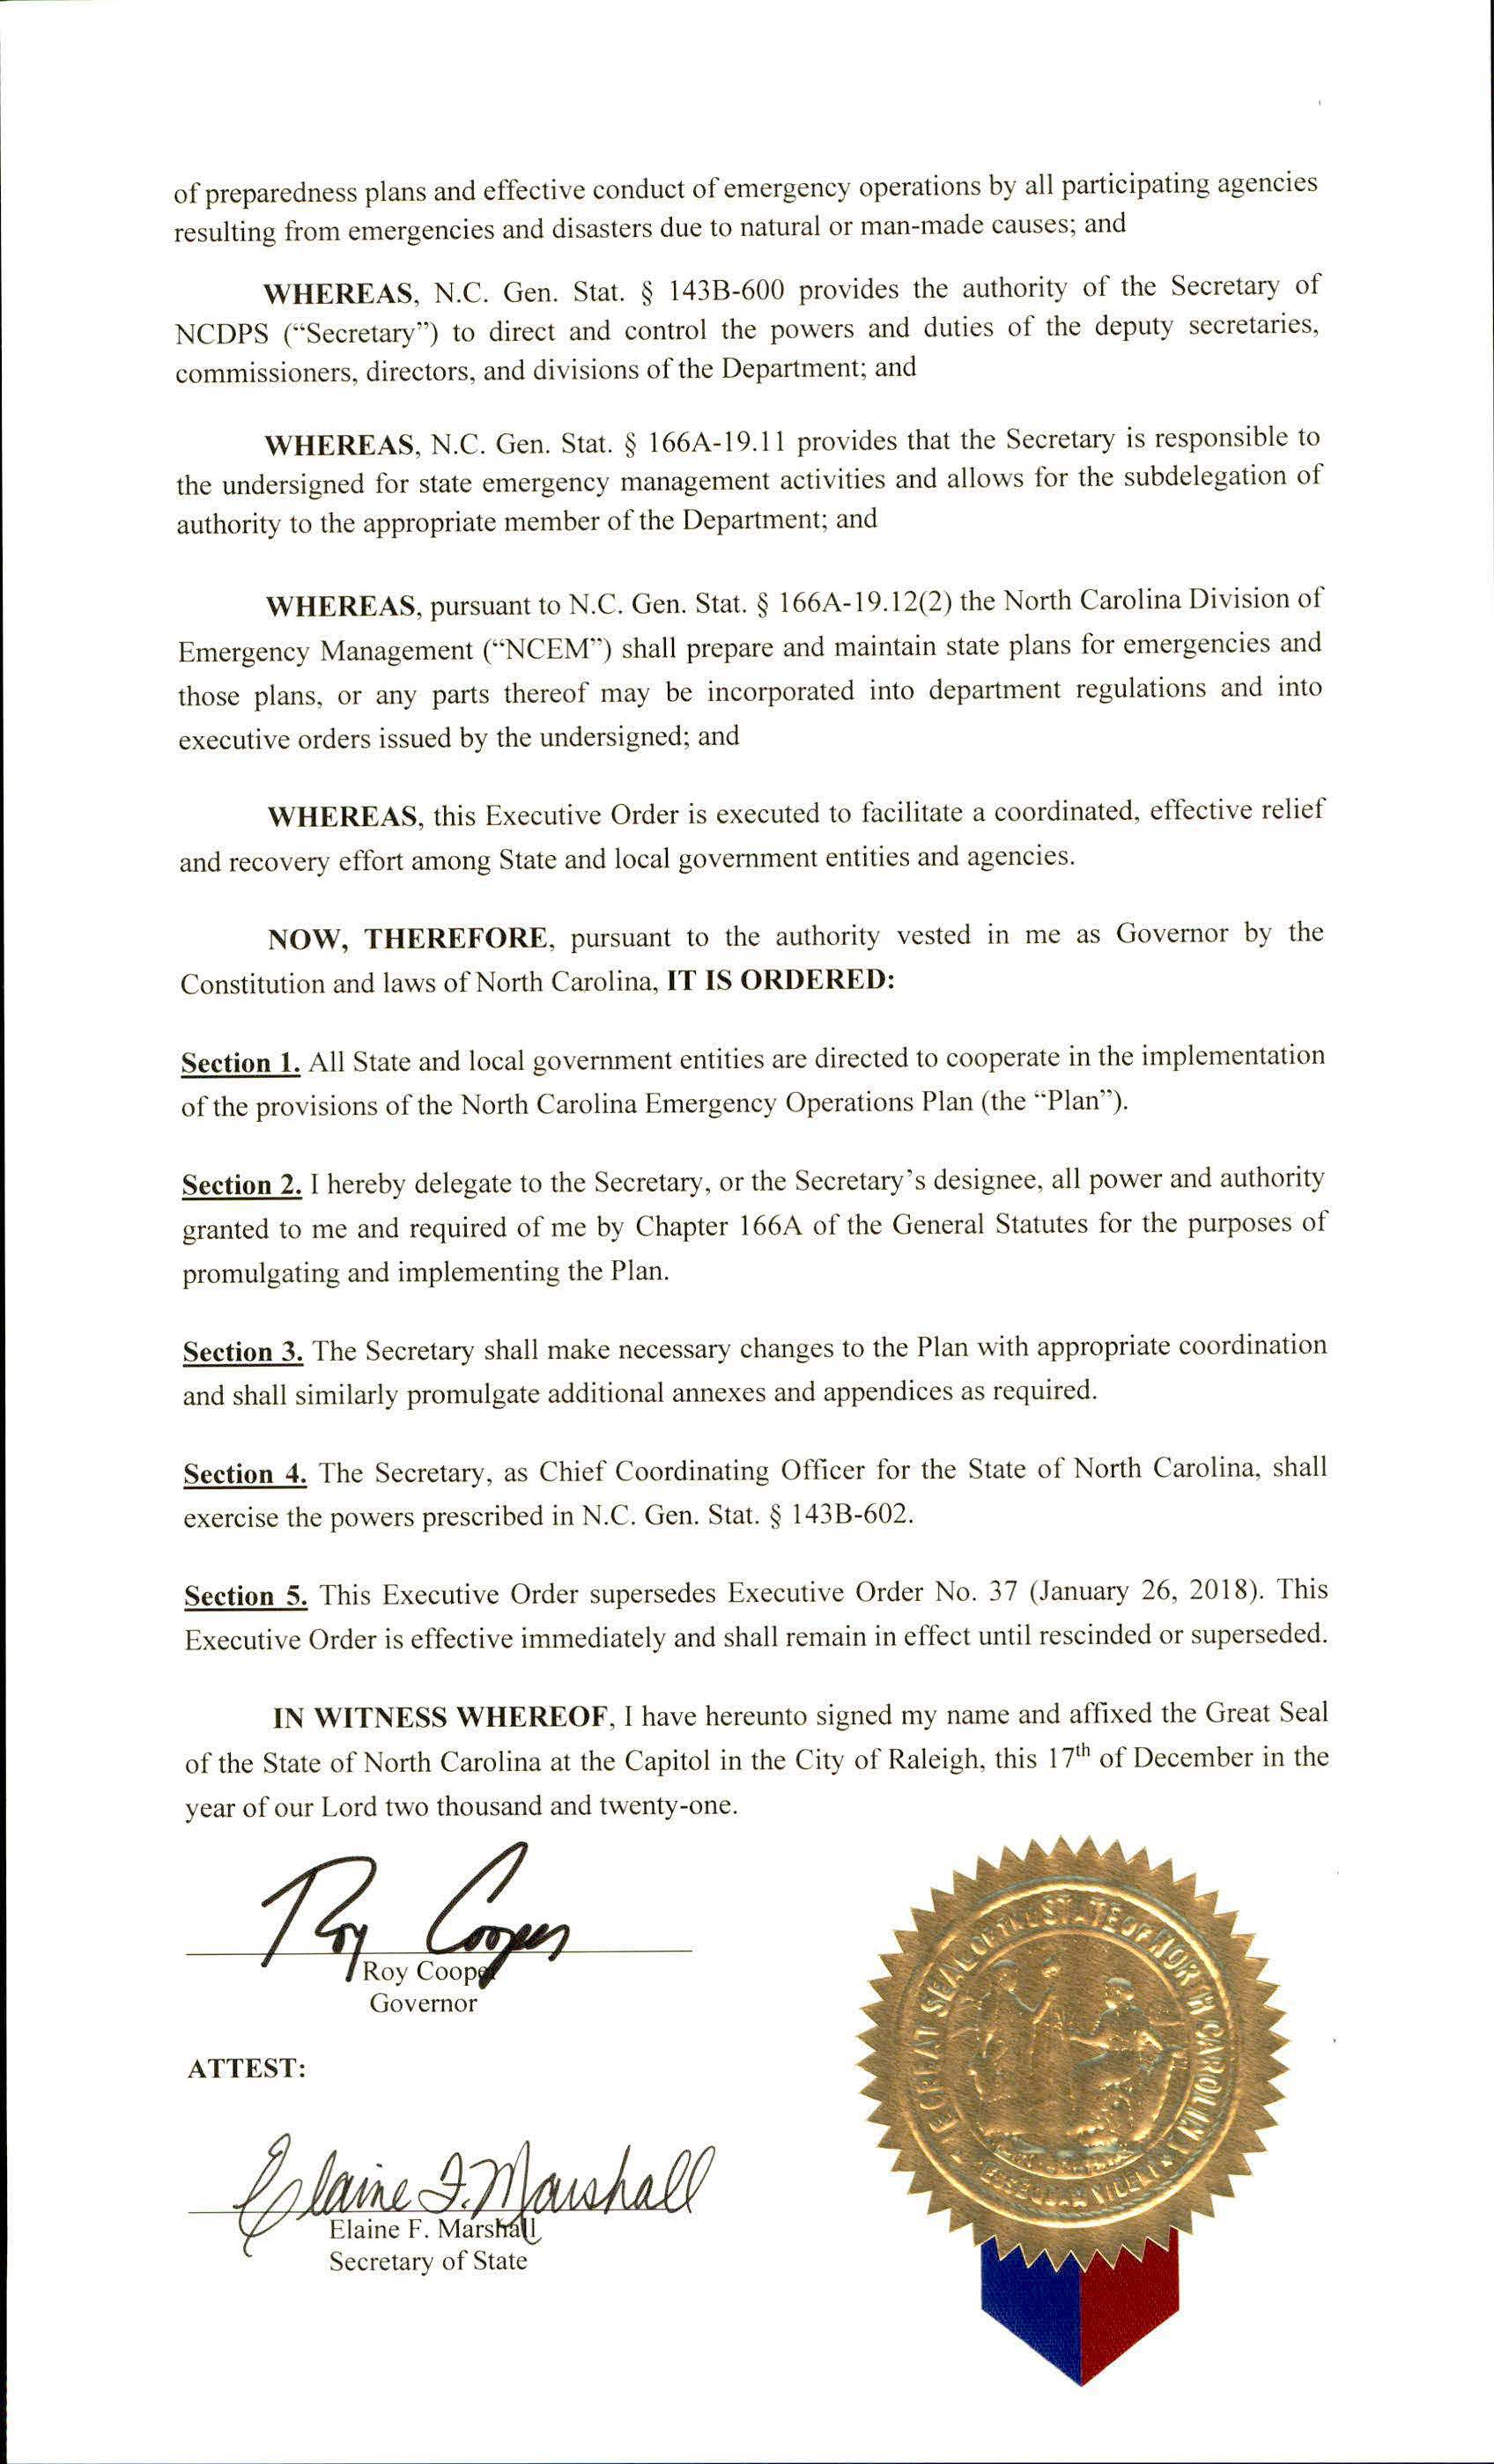 of preparedness plans and effective conduct of emergency operations by all participating agencies
resulting from emergencies and disasters due to natural or man-made causes; and
WHEREAS, N.C. Gen. Stat. § 143B-600 provides the authority of the Secretary of
NCDPS (“Secretary”) to direct and control the powers and duties of the deputy secretaries,
commissioners, directors, and divisions of the Department; and
WHEREAS, N.C. Gen. Stat. § 166A-19.11 provides that the Secretary is responsible to
the undersigned for state emergency management activities and allows for the subdelegation of
authority to the appropriate member of the Department; and
WHEREAS, pursuant to N.C. Gen. Stat. § 166A-19.12(2) the North Carolina Division of
Emergency Management (“NCEM”) shall prepare and maintain state plans for emergencies and
those plans, or any parts thereof may be incorporated into department regulations and into
executive orders issued by the undersigned; and
WHEREAS, this Executive Order is executed to facilitate a coordinated, effective relief
and recovery effort among State and local government entities and agencies.
NOW, THEREFORE, pursuant to the authority vested in me as Governor by the
Constitution and laws of North Carolina, IT IS ORDERED:
Section 1. All State and local government entities are directed to cooperate in the implementation
of the provisions of the North Carolina Emergency Operations Plan (the “Plan”).
Section 2. I hereby delegate to the Secretary, or the Secretary’s designee, all power and authority
granted to me and required of me by Chapter 166A of the General Statutes for the purposes of
promulgating and implementing the Plan.
Section 3. The Secretary shall make necessary changes to the Plan with appropriate coordination
and shall similarly promulgate additional annexes and appendices as required.
Section 4. The Secretary, as Chief Coordinating Officer for the State of North Carolina, shall
exercise the powers prescribed in N.C. Gen. Stat. § 143B-602.
Section 5. This Executive Order supersedes Executive Order No. 37 (January 26, 2018). This
Executive Order is effective immediately and shall remain in effect until rescinded or superseded.
IN WITNESS WHEREOF, I have hereunto signed my name and affixed the Great Seal
of the State of North Carolina at the Capitol in the City of Raleigh, this 17th of December in the
year of our Lord two thousand and twenty-one.
Roy Cooper
Roy Cooper
Governor
ATTEST:
Elaine F. Marshall
Elaine F. Marshall
Secretary of State
GREAT SEAL OF THE STATE OF NORTH CAROLINA
ESSE QUAM VIDERI